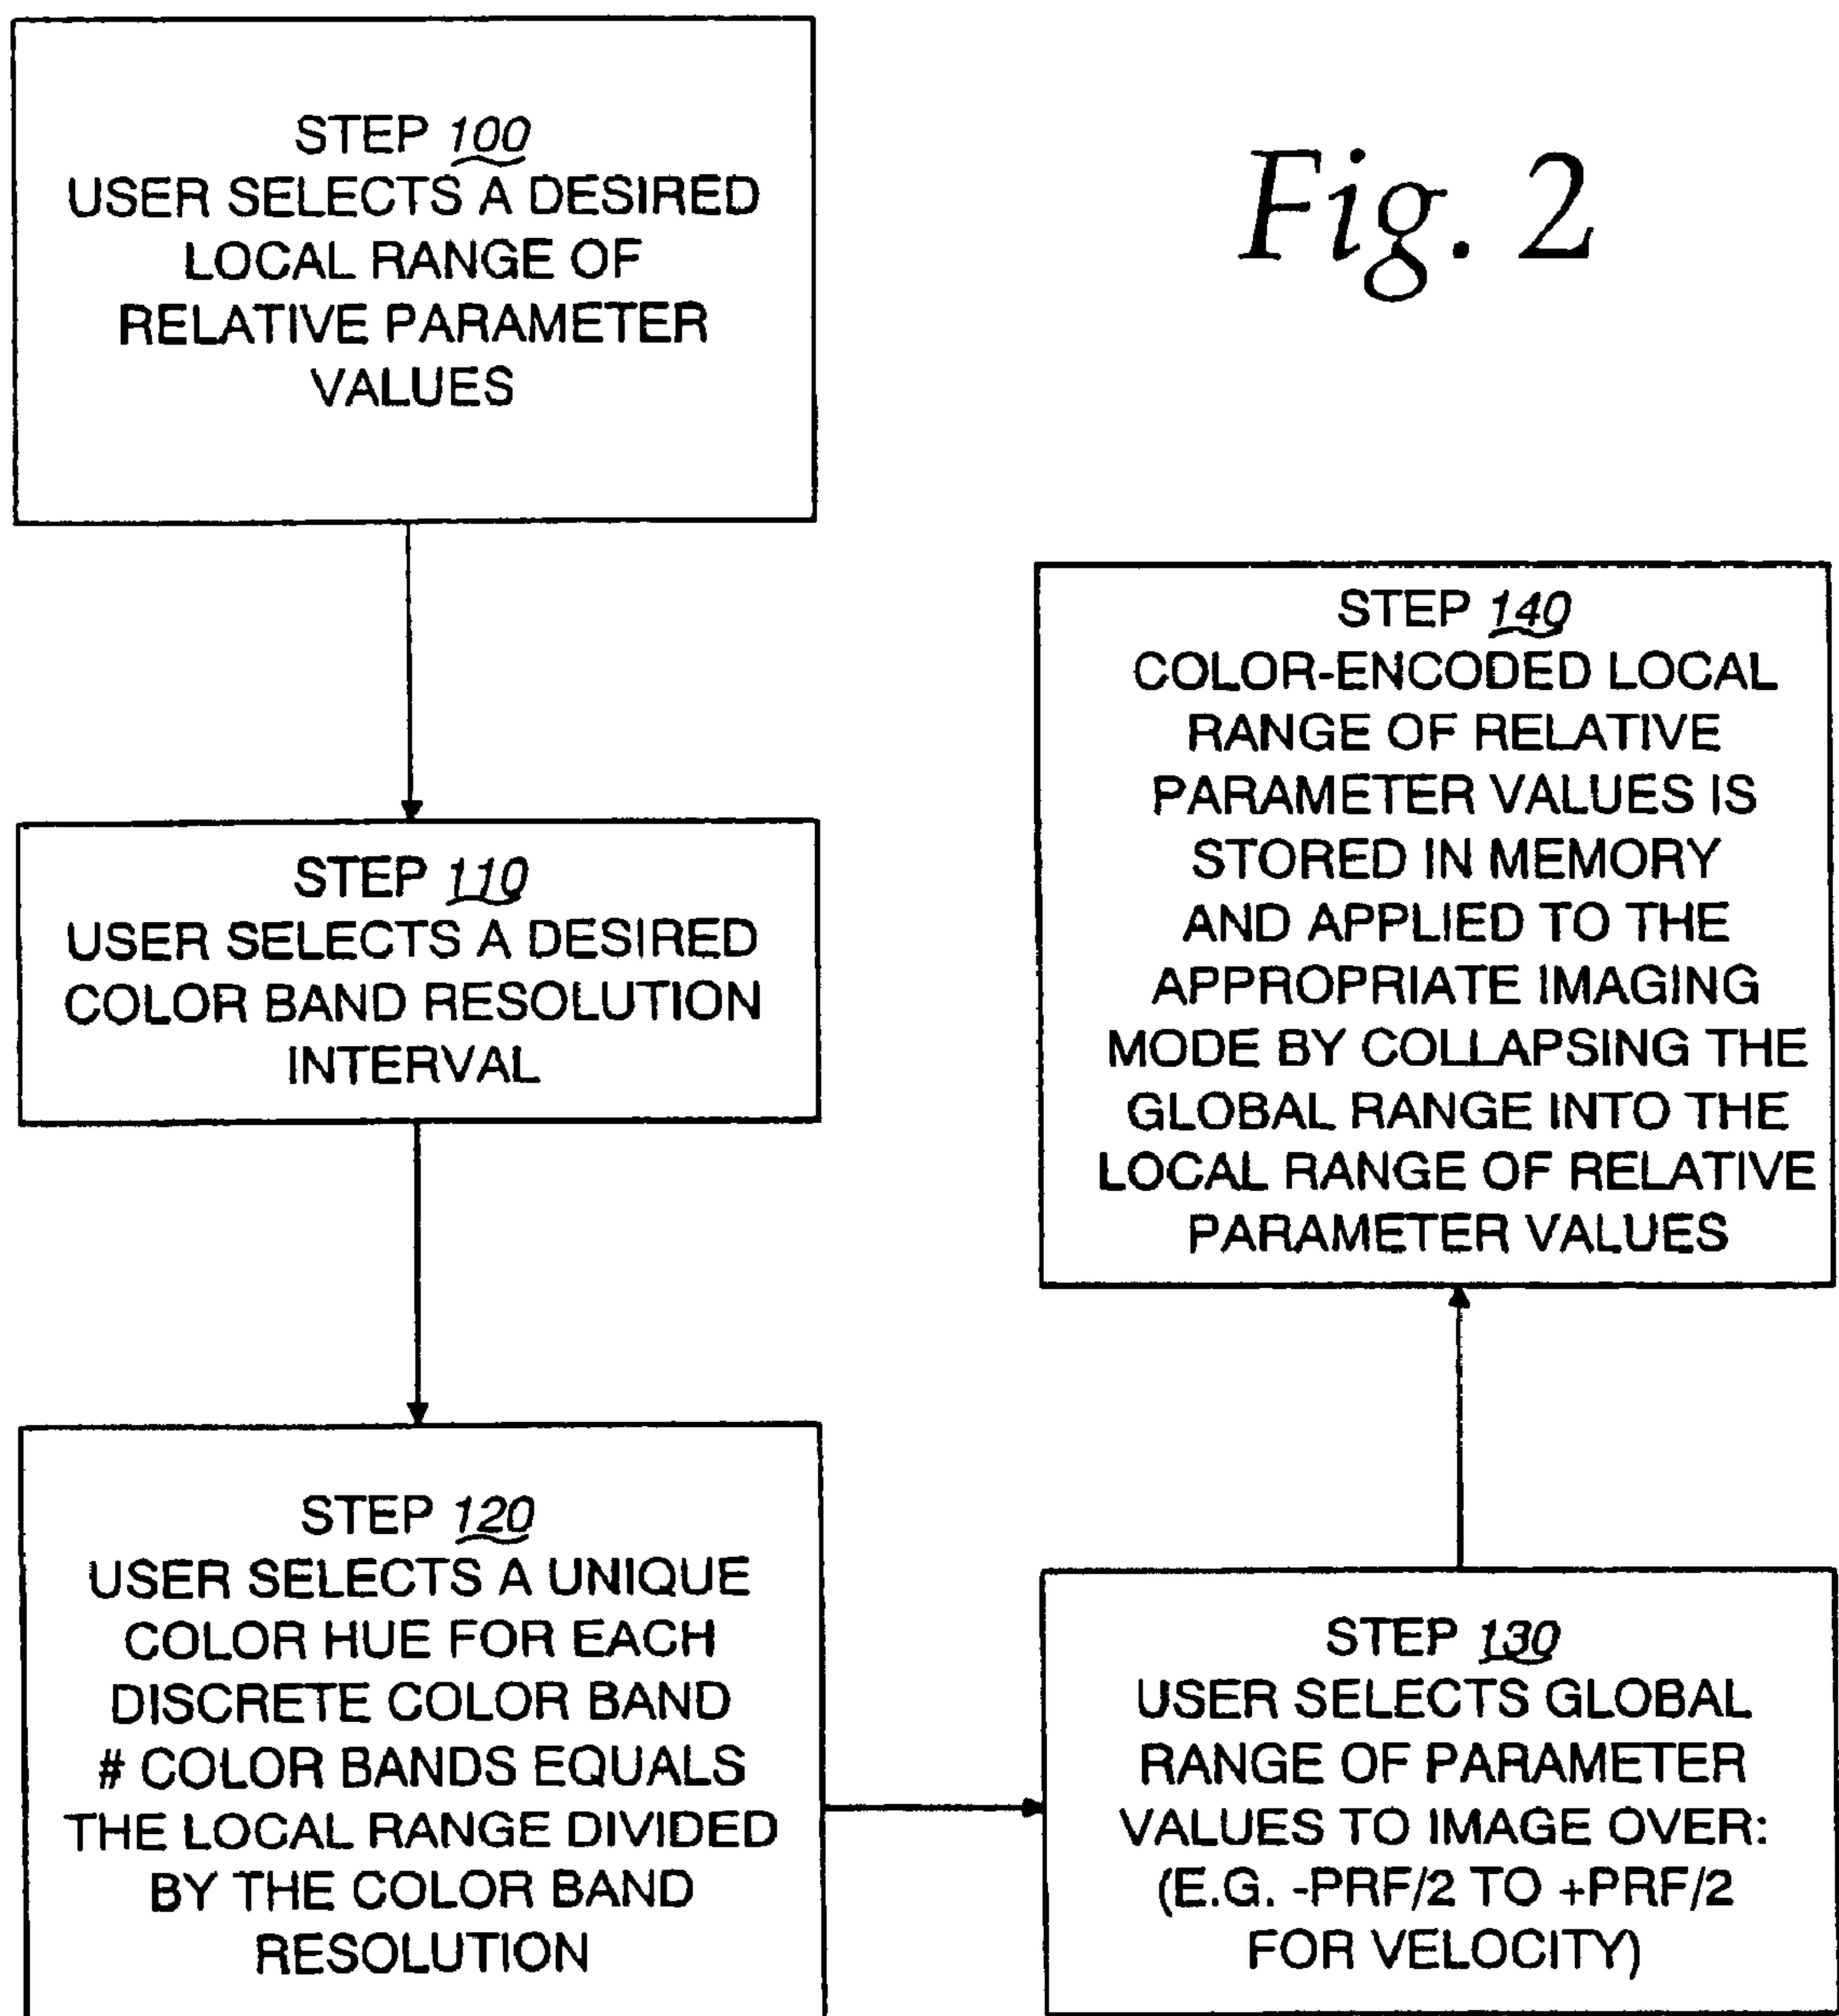 Fig. 2
STEP 100
USER SELECTS A DESIRED
LOCAL RANGE OF
RELATIVE PARAMETER
VALUES
STEP 110
USER SELECTS A DESIRED
COLOR BAND RESOLUTION
INTERVAL
STEP 120
USER SELECTS A UNIQUE
COLOR HUE FOR EACH
DISCRETE COLOR BAND
# COLOR BANDS EQUALS
THE LOCAL RANGE DIVIDED
BY THE COLOR BAND
RESOLUTION
STEP 130
USER SELECTS GLOBAL
RANGE OF PARAMETER
VALUES TO IMAGE OVER:
(E.G. -PRF/2 TO +PRF/2
FOR VELOCITY)
STEP 140
COLOR-ENCODED LOCAL
RANGE OF RELATIVE
PARAMETER VALUES IS
STORED IN MEMORY
AND APPLIED TO THE
APPROPRIATE IMAGING
MODE BY COLLAPSING THE
GLOBAL RANGE INTO THE
LOCAL RANGE OF RELATIVE
PARAMETER VALUES